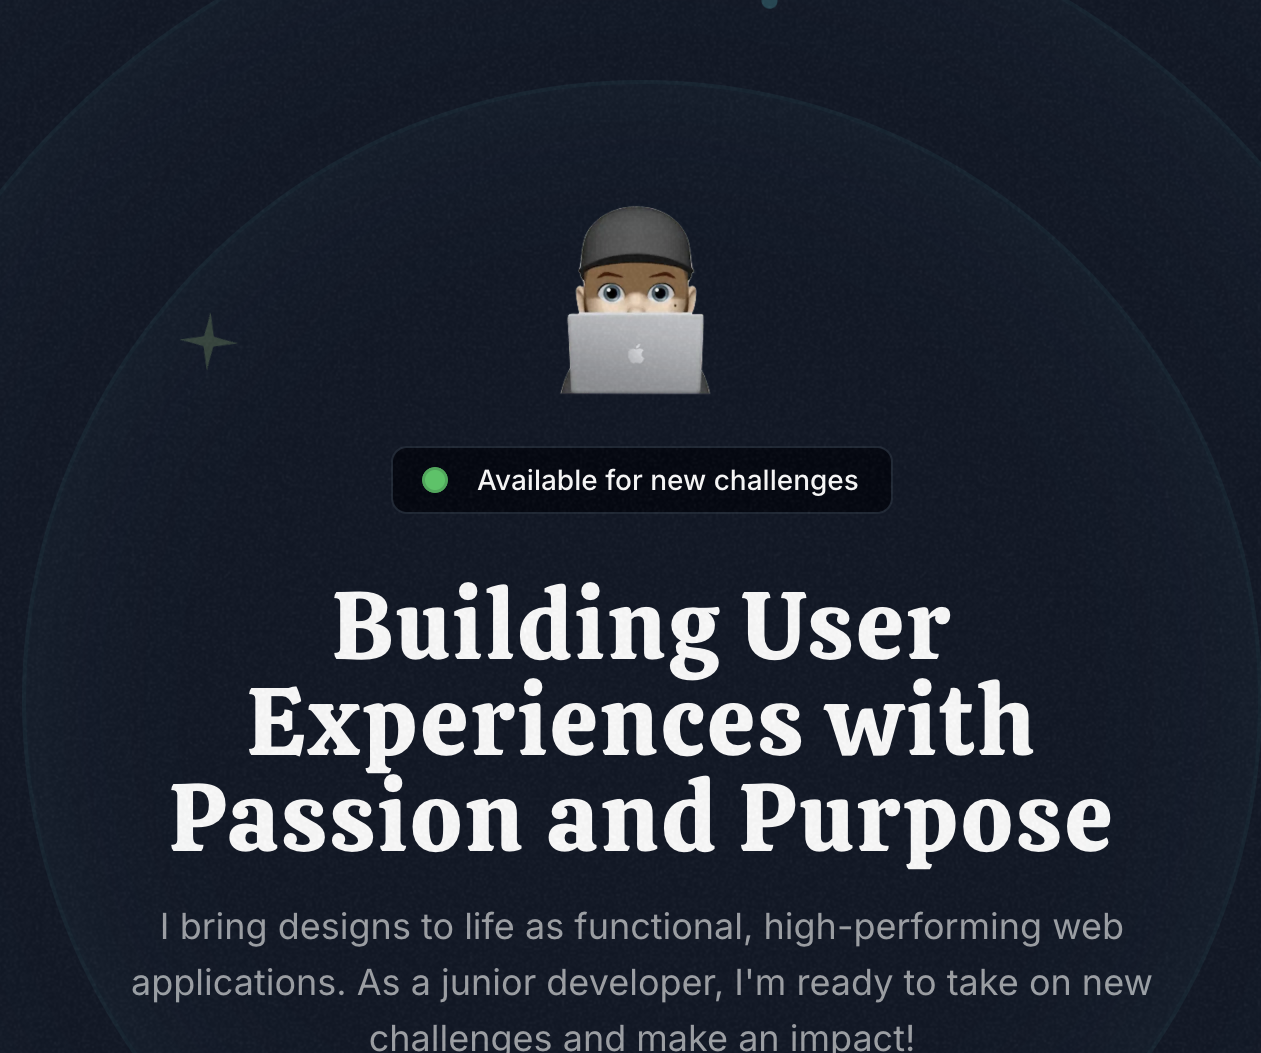 Available for new challenges
Building User
Experiences with
Passion and Purpose
I bring designs to life as functional, high-performing web
applications. As a junior developer, I'm ready to take on new
challenges and make an impact!